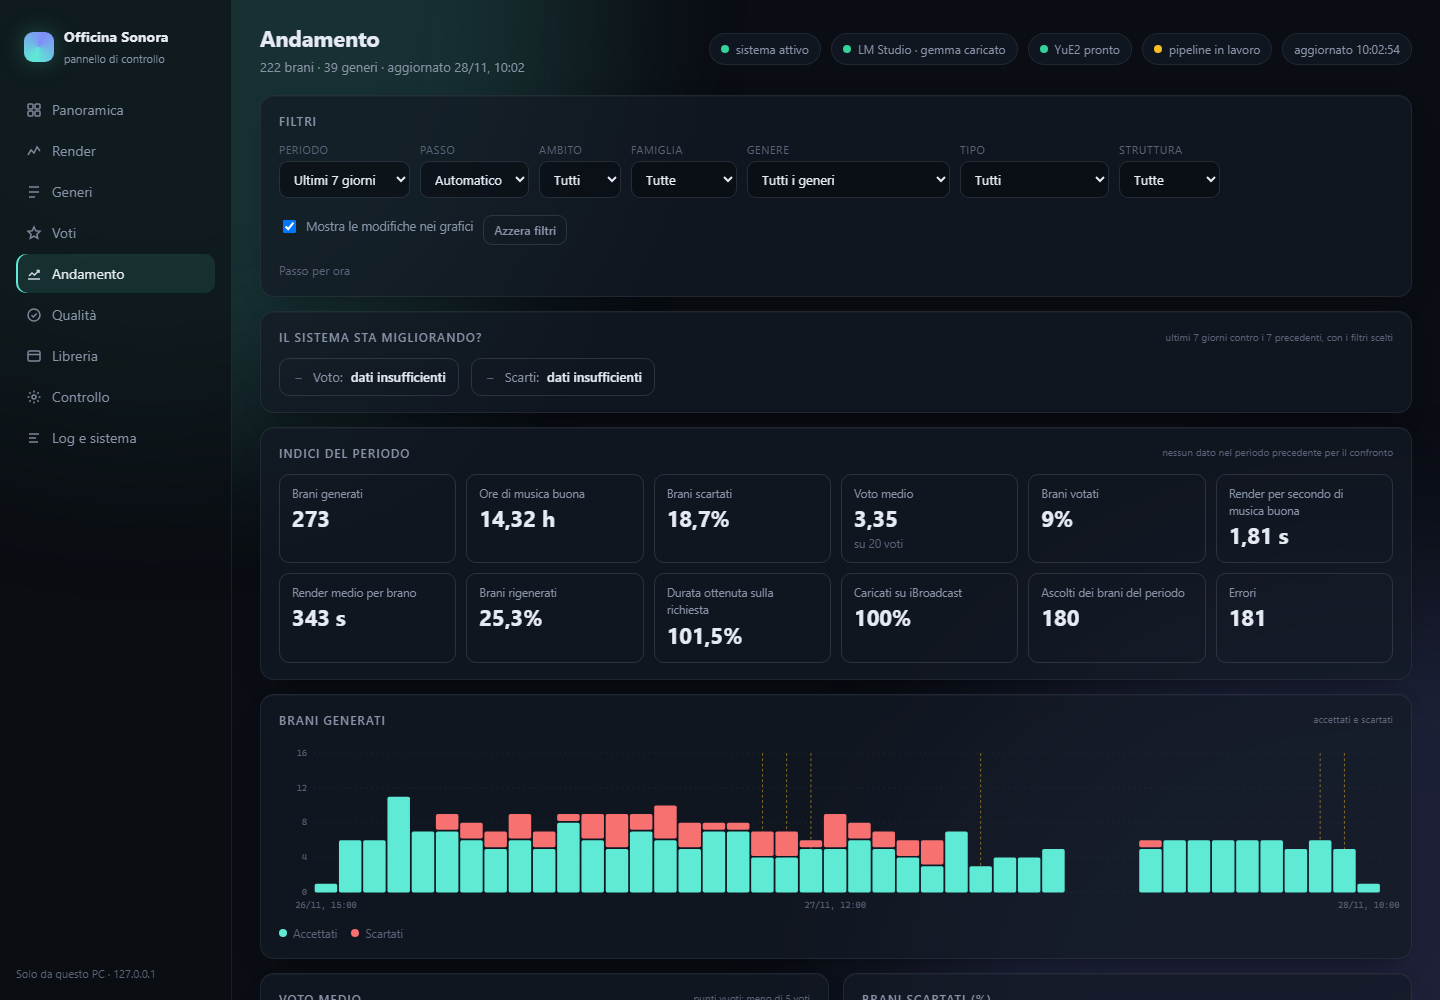 Officina Sonora
pannello di controllo
Panoramica
Render
Generi
Voti
Andamento
Qualità
Libreria
Controllo
Log e sistema
Solo da questo PC · 127.0.0.1
Andamento
222 brani · 39 generi · aggiornato 28/11, 10:02
sistema attivo
LM Studio · gemma caricato
YuE2 pronto
pipeline in lavoro
aggiornato 10:02:54
FILTRI
PERIODO PASSO AMBITO FAMIGLIA GENERE TIPO STRUTTURA
Ultimi 7 giorni Automatico Tutti Tutte Tutti i generi Tutti Tutte
Mostra le modifiche nei grafici Azzera filtri
Passo per ora
IL SISTEMA STA MIGLIORANDO? ultimi 7 giorni contro i 7 precedenti, con i filtri scelti
– Voto: dati insufficienti – Scarti: dati insufficienti
INDICI DEL PERIODO nessun dato nel periodo precedente per il confronto
Brani generati
273
Ore di musica buona
14,32 h
Brani scartati
18,7%
Voto medio
3,35
su 20 voti
Brani votati
9%
Render per secondo di
musica buona
1,81 s
Render medio per brano
343 s
Brani rigenerati
25,3%
Durata ottenuta sulla
richiesta
101,5%
Caricati su iBroadcast
100%
Ascolti dei brani del periodo
180
Errori
181
BRANI GENERATI accettati e scartati
16
12
8
4
0
26/11, 15:00 27/11, 12:00 28/11, 10:00
Accettati Scartati
VOTO MEDIO punti vuoti: meno di 5 voti
BRANI SCARTATI (%)